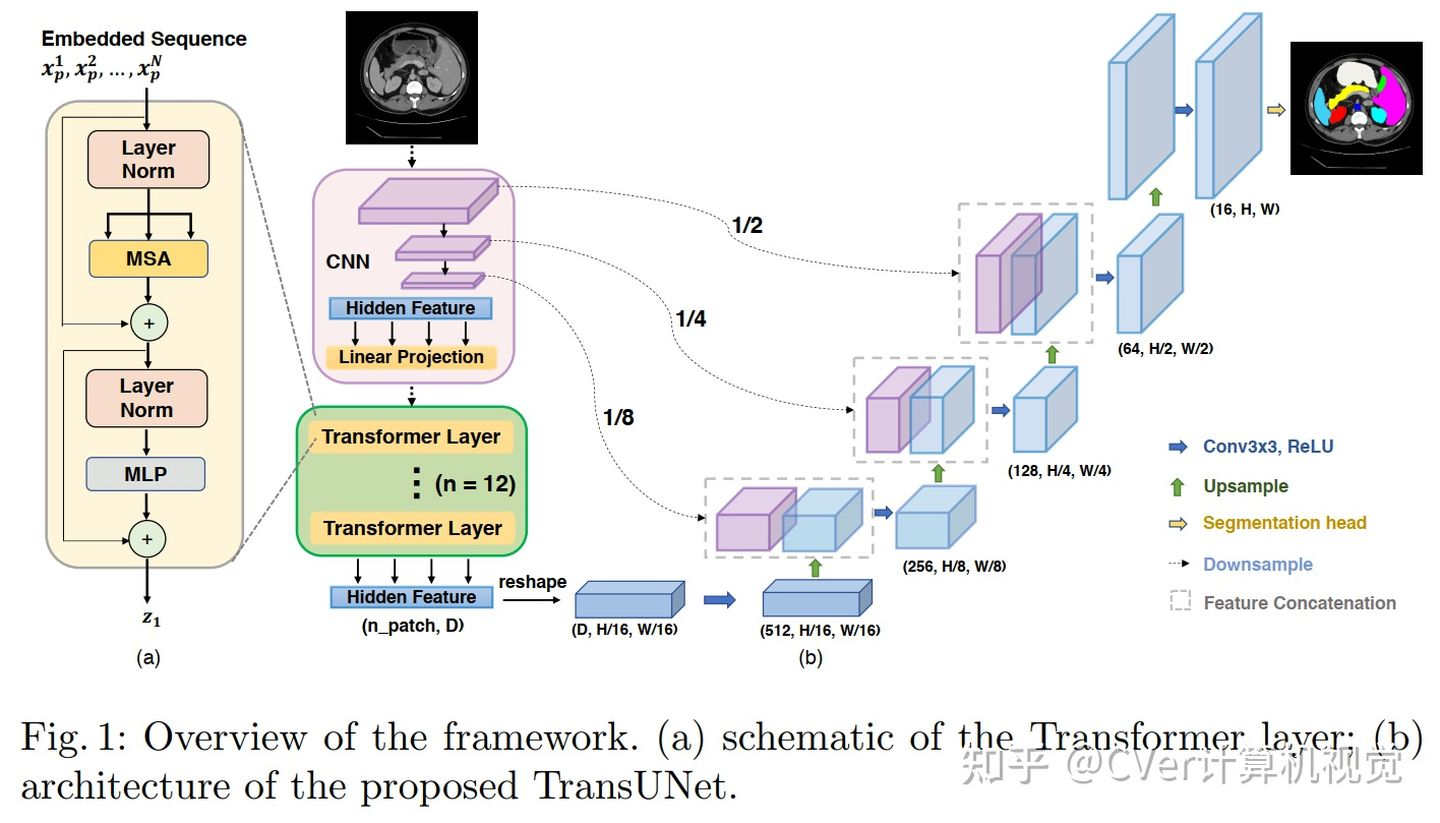 Embedded Sequence
x_p^1, x_p^2, ..., x_p^N
Layer
Norm
MSA
+
Layer
Norm
MLP
+
z_1
(a)
CNN
Hidden Feature
Linear Projection
Transformer Layer
(n = 12)
Transformer Layer
Hidden Feature
(n_patch, D)
reshape
(D, H/16, W/16)
(512, H/16, W/16)
(b)
1/2
1/4
1/8
(256, H/8, W/8)
(128, H/4, W/4)
(64, H/2, W/2)
(16, H, W)
Conv3x3, ReLU
Upsample
Segmentation head
Downsample
Feature Concatenation
Fig. 1: Overview of the framework. (a) schematic of the Transformer layer; (b)
architecture of the proposed TransUNet.
知乎 @CVer计算机视觉